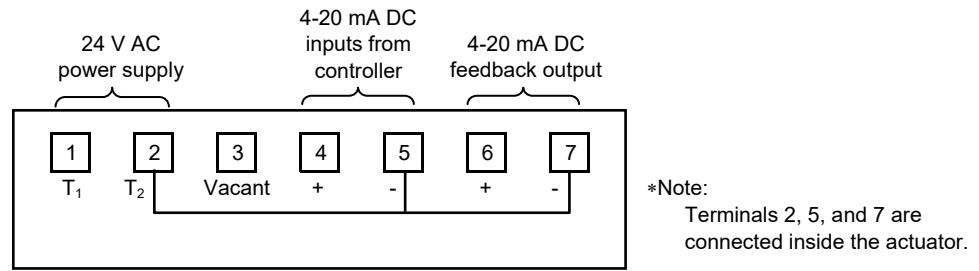 4-20 mA DC
inputs from
controller
24 V AC
power supply
4-20 mA DC
feedback output
1 2 3 4 5 6 7
T₁ T₂ Vacant + - + -
∗Note:
Terminals 2, 5, and 7 are
connected inside the actuator.